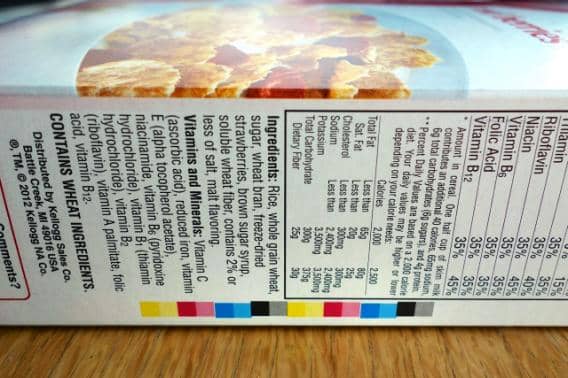 Thiamin 35% 35%
Riboflavin 35% 45%
Niacin 35% 40%
Vitamin B6 35% 35%
Folic Acid 35% 35%
Vitamin B12 35% 45%
* Amount in cereal. One half cup of skim milk
contributes an additional 40 calories, 65mg sodium,
6g total carbohydrates (6g sugars), and 4g protein.
** Percent Daily Values are based on a 2,000 calorie
diet. Your daily values may be higher or lower
depending on your calorie needs:
Calories 2,000 2,500
Total Fat Less than 65g 80g
Sat. Fat Less than 20g 25g
Cholesterol Less than 300mg 300mg
Sodium Less than 2,400mg 2,400mg
Potassium 3,500mg 3,500mg
Total Carbohydrate 300g 375g
Dietary Fiber 25g 30g
Ingredients: Rice, whole grain wheat,
sugar, wheat bran, freeze-dried
strawberries, brown sugar syrup,
soluble wheat fiber, contains 2% or
less of salt, malt flavoring.
Vitamins and Minerals: Vitamin C
(ascorbic acid), reduced iron, vitamin
E (alpha tocopherol acetate),
niacinamide, vitamin B6 (pyridoxine
hydrochloride), vitamin B1 (thiamin
hydrochloride), vitamin B2
(riboflavin), vitamin A palmitate, folic
acid, vitamin B12.
CONTAINS WHEAT INGREDIENTS.
Distributed by Kellogg Sales Co.
Battle Creek, MI 49016 USA
®, TM, © 2012 Kellogg NA Co.
Comments?